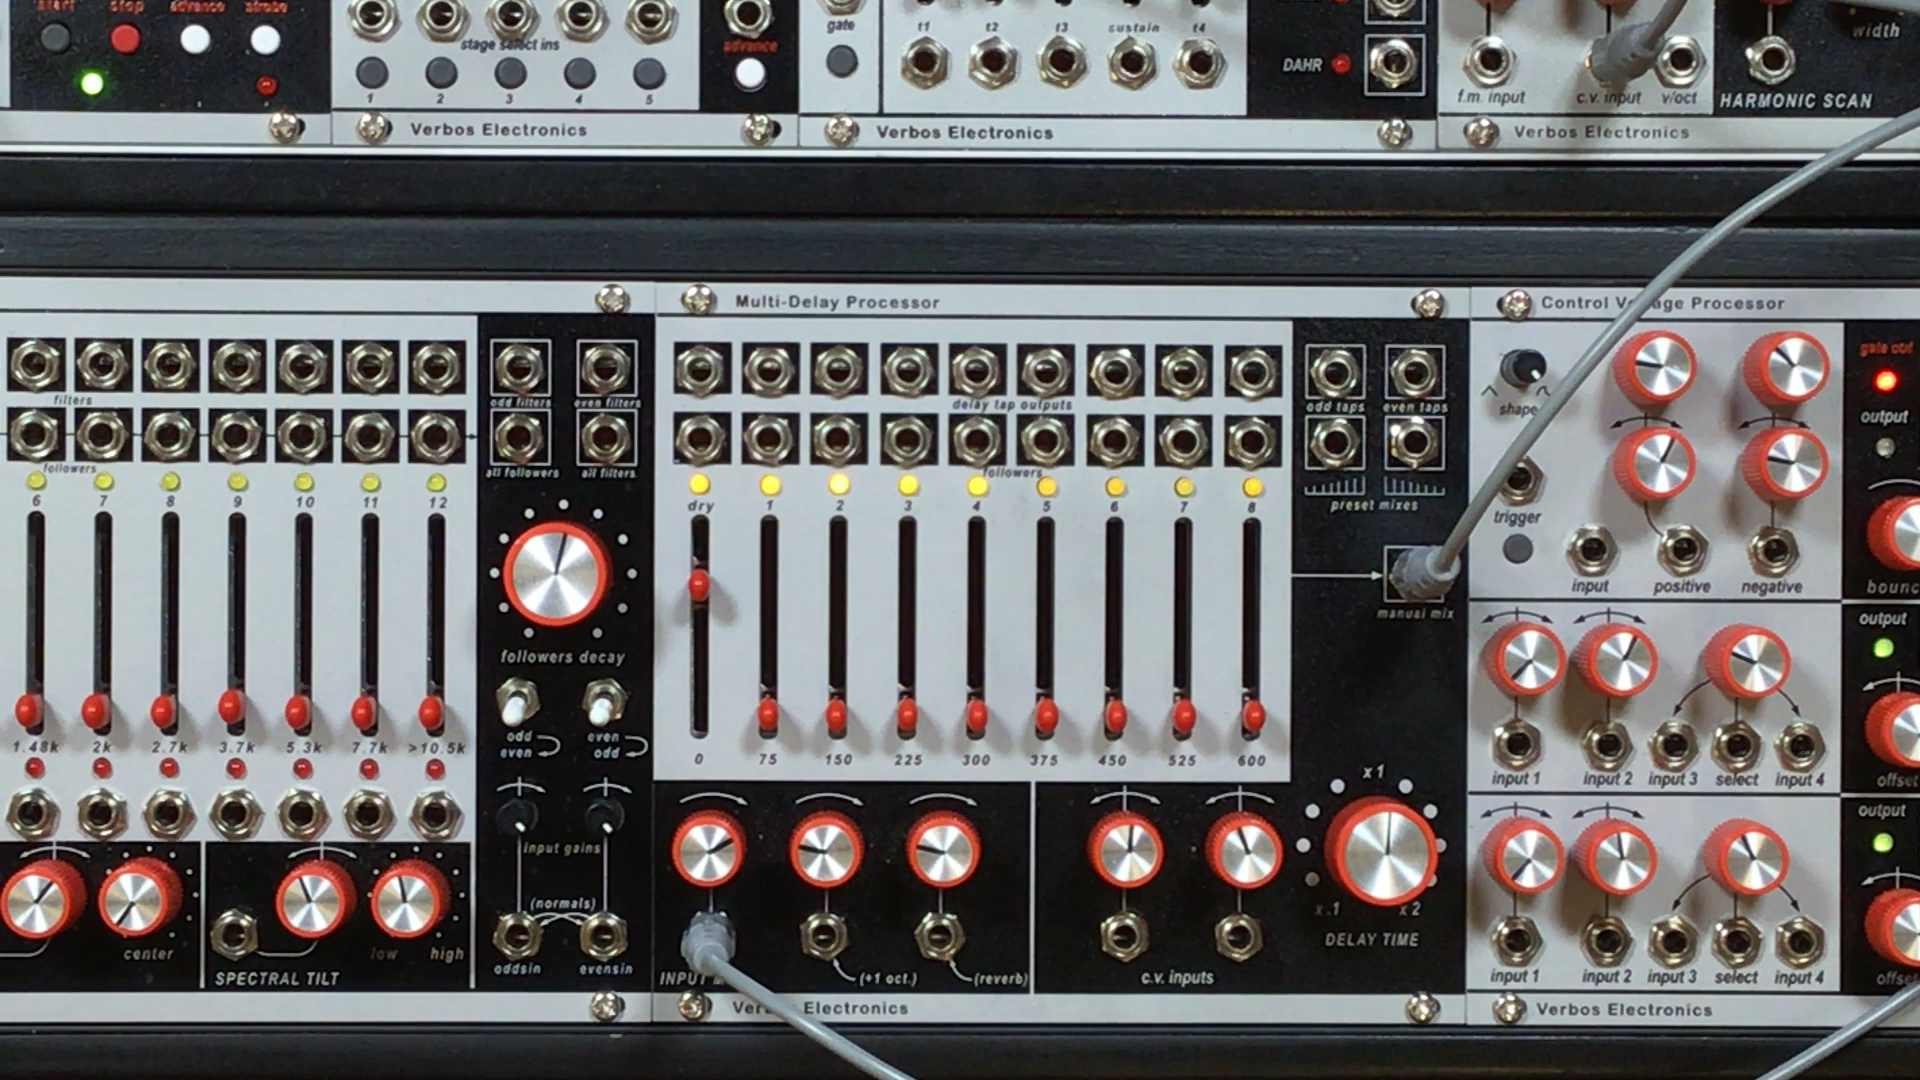 start stop advance strobe
stage select ins
1 2 3 4 5
advance
gate
t1 t2 t3 sustain t4
DAHR
f.m. input c.v. input v/oct
width
HARMONIC SCAN
Verbos Electronics
Verbos Electronics
Verbos Electronics
filters
followers
6 7 8 9 10 11 12
1.48k 2k 2.7k 3.7k 5.3k 7.7k >10.5k
center
SPECTRAL TILT
low high
odd filters even filters
all followers all filters
followers decay
odd even
even odd
input gains
(normals)
oddsin evensin
Multi-Delay Processor
delay tap outputs
followers
dry 1 2 3 4 5 6 7 8
0 75 150 225 300 375 450 525 600
odd taps even taps
preset mixes
manual mix
INPUT
(+1 oct.)
(reverb)
c.v. inputs
x1
x.1 x2
DELAY TIME
Verbos Electronics
Control Voltage Processor
shape
trigger
input positive negative
gate out
output
bounc
output
input 1 input 2 input 3 select input 4
offset
output
input 1 input 2 input 3 select input 4
offset
Verbos Electronics